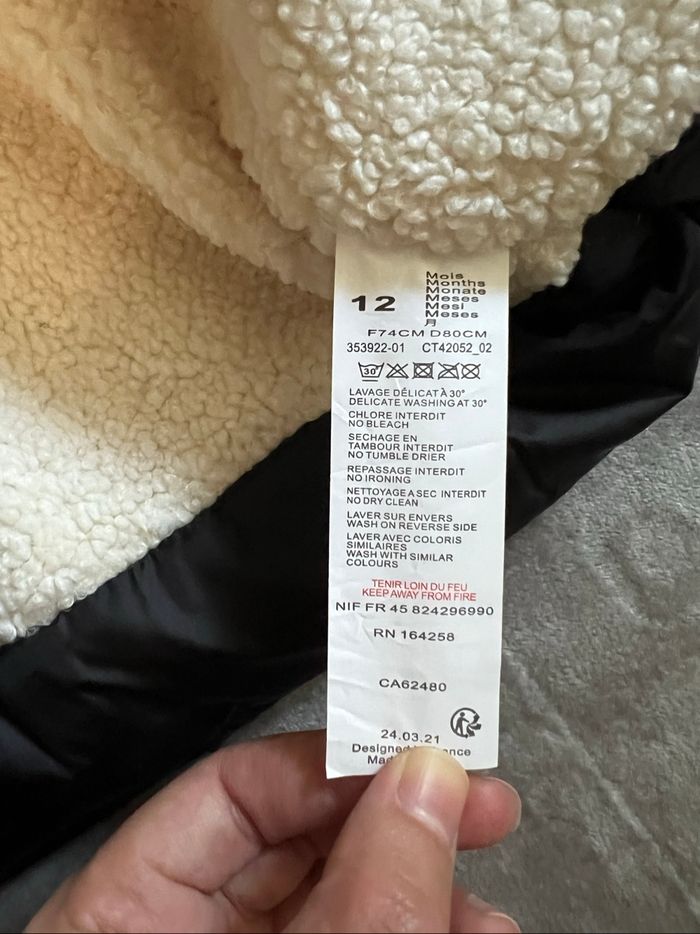 12
Mois
Months
Monate
Meses
Mesi
Meses
月
F74CM D80CM
353922-01 CT42052_02
30
LAVAGE DÉLICAT À 30°
DELICATE WASHING AT 30°
CHLORE INTERDIT
NO BLEACH
SECHAGE EN
TAMBOUR INTERDIT
NO TUMBLE DRIER
REPASSAGE INTERDIT
NO IRONING
NETTOYAGE A SEC INTERDIT
NO DRY CLEAN
LAVER SUR ENVERS
WASH ON REVERSE SIDE
LAVER AVEC COLORIS
SIMILAIRES
WASH WITH SIMILAR
COLOURS
TENIR LOIN DU FEU
KEEP AWAY FROM FIRE
NIF FR 45 824296990
RN 164258
CA62480
24.03.21
Designed